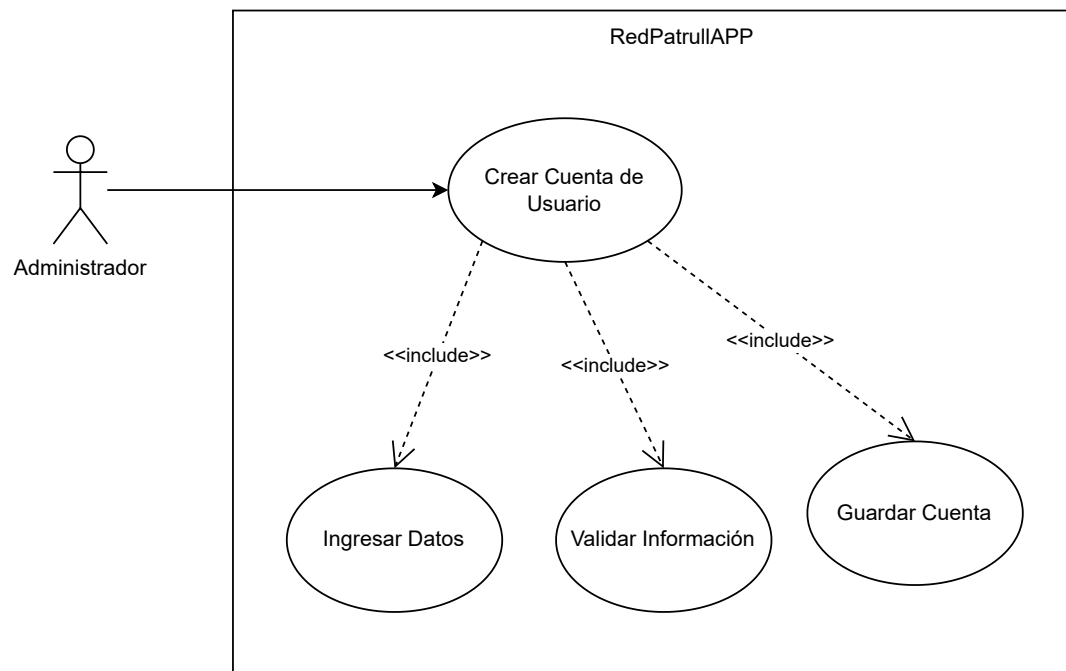 RedPatrullAPP
Crear Cuenta de
Usuario
Administrador
<<include>>
<<include>>
<<include>>
Ingresar Datos
Validar Información
Guardar Cuenta